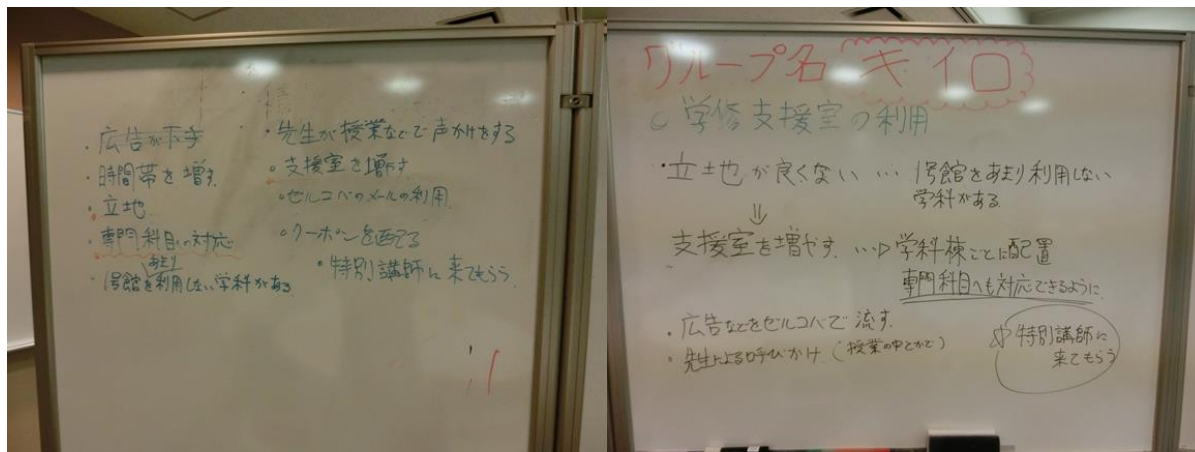 ・広告が下手
・時間帯を増す
・立地
・専門科目への対応
あまり
・1号館を利用しない学科がある
・先生が授業などで声かけをする
・支援室を増やす
・ゼルコバのメールの利用
・クーポンを配る
・特別講師に来てもらう
グループ名 キイロ
○学修支援室の利用
・立地が良くない … 1号館をあまり利用しない
学科がある
⇓
支援室を増やす …⇨ 学科棟ごとに配置
専門科目へも対応できるように
・広告などをゼルコバで流す
・先生による呼びかけ (授業の中とかで)
特別講師に
来てもらう